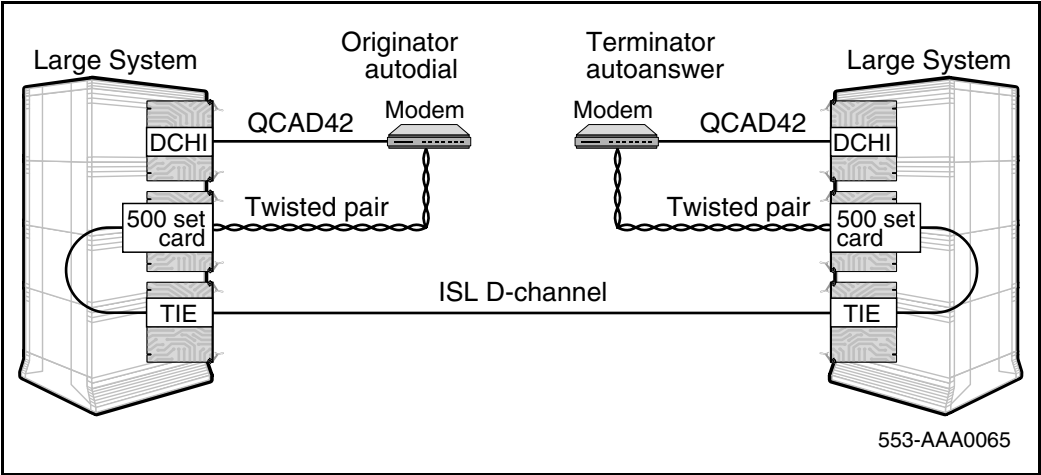 Originator
autodial
Terminator
autoanswer
Large System
Large System
Modem
Modem
QCAD42
QCAD42
DCHI
DCHI
500 set
card
Twisted pair
Twisted pair
500 set
card
ISL D-channel
TIE
TIE
553-AAA0065